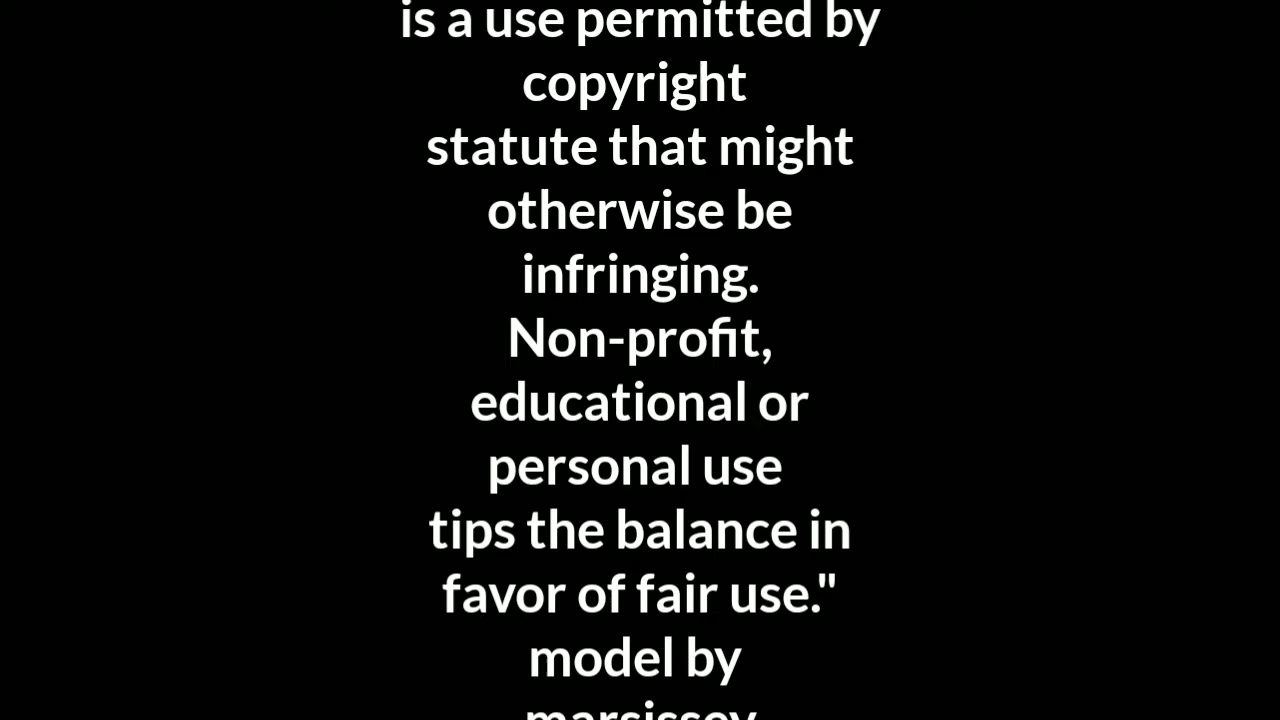 is a use permitted by
copyright
statute that might
otherwise be
infringing.
Non-profit,
educational or
personal use
tips the balance in
favor of fair use."
model by